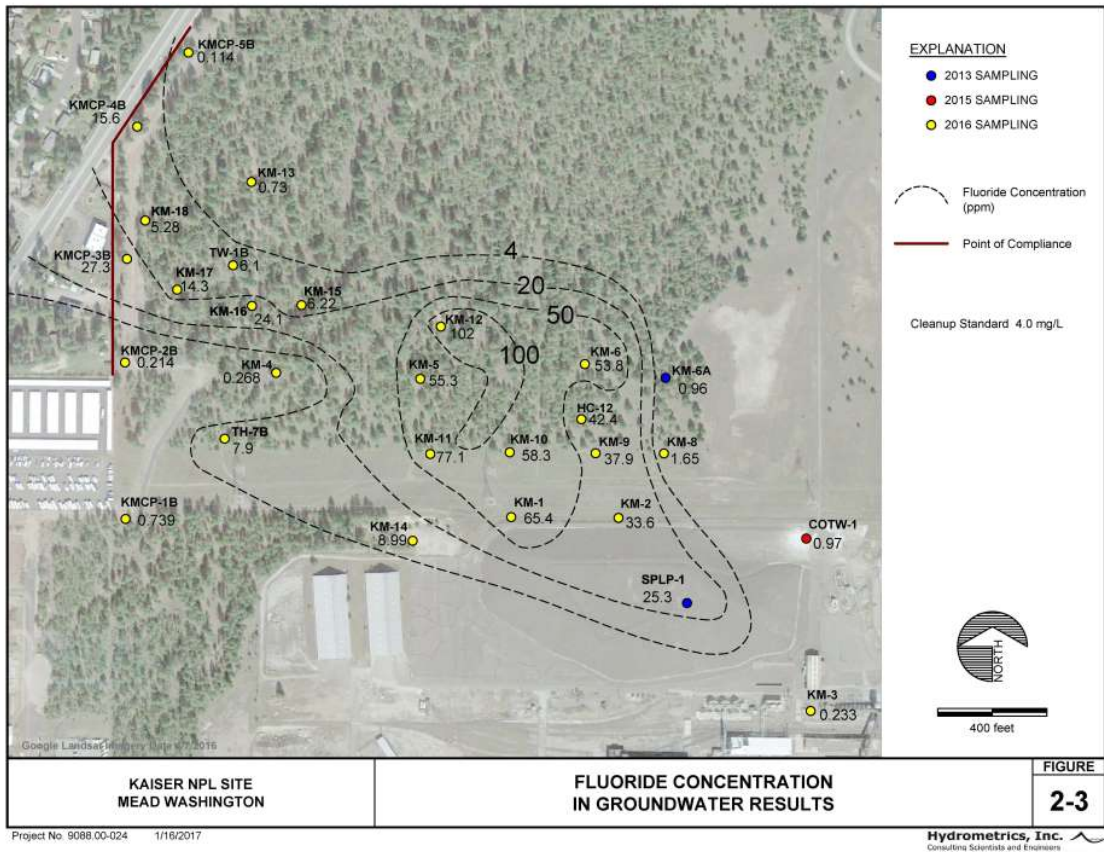 KMCP-5B
0.114
KMCP-4B
15.6
KM-13
0.73
KM-18
5.28
TW-1B
6.1
KMCP-3B
27.3
KM-17
14.3
KM-15
6.22
KM-16
24.1
4
20
50
100
KM-12
102
KM-6
53.8
KM-5
55.3
KM-6A
0.96
KMCP-2B
0.214
KM-4
0.268
HC-12
42.4
TH-7B
7.9
KM-11
77.1
KM-10
58.3
KM-9
37.9
KM-8
1.65
KMCP-1B
0.739
KM-1
65.4
KM-2
33.6
KM-14
8.99
COTW-1
0.97
SPLP-1
25.3
KM-3
0.233
Google Landsat Imagery Date 6/7/2016
EXPLANATION
2013 SAMPLING
2015 SAMPLING
2016 SAMPLING
Fluoride Concentration
(ppm)
Point of Compliance
Cleanup Standard 4.0 mg/L
NORTH
400 feet
KAISER NPL SITE
MEAD WASHINGTON
FLUORIDE CONCENTRATION
IN GROUNDWATER RESULTS
FIGURE
2-3
Project No. 9088.00-024 1/16/2017
Hydrometrics, Inc.
Consulting Scientists and Engineers